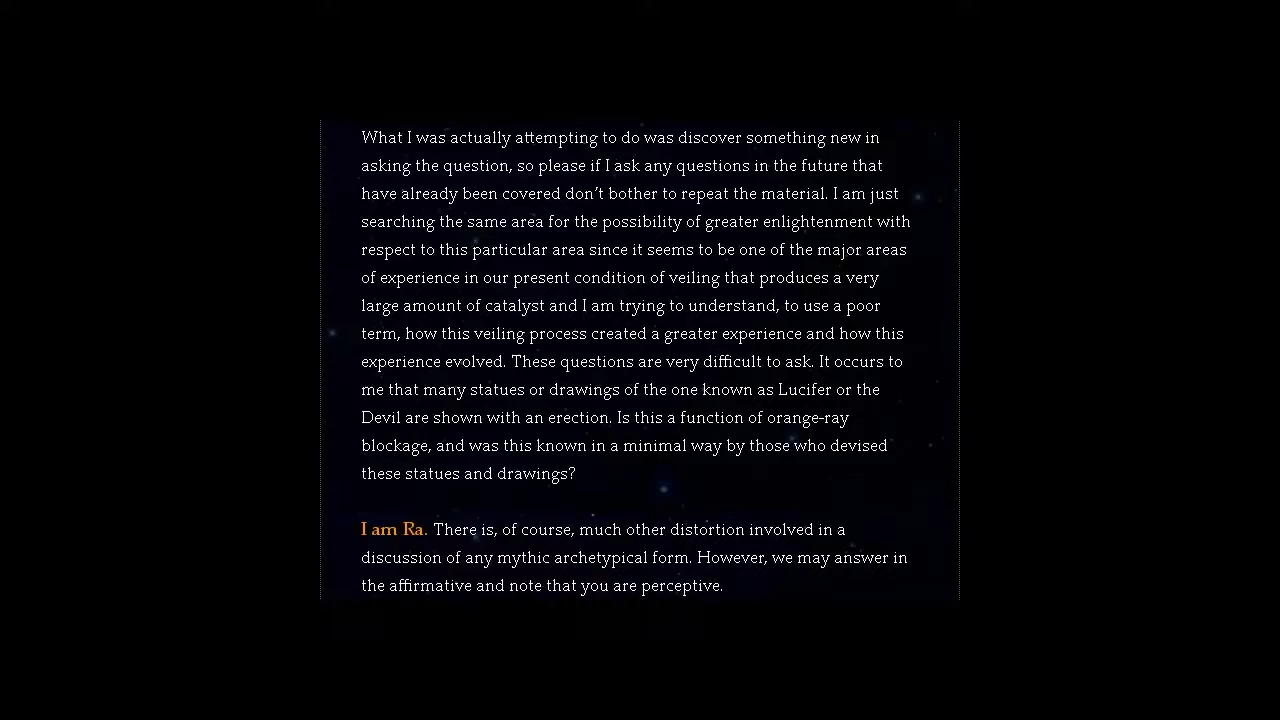 What I was actually attempting to do was discover something new in
asking the question, so please if I ask any questions in the future that
have already been covered don't bother to repeat the material. I am just
searching the same area for the possibility of greater enlightenment with
respect to this particular area since it seems to be one of the major areas
of experience in our present condition of veiling that produces a very
large amount of catalyst and I am trying to understand, to use a poor
term, how this veiling process created a greater experience and how this
experience evolved. These questions are very difficult to ask. It occurs to
me that many statues or drawings of the one known as Lucifer or the
Devil are shown with an erection. Is this a function of orange-ray
blockage, and was this known in a minimal way by those who devised
these statues and drawings?
I am Ra. There is, of course, much other distortion involved in a
discussion of any mythic archetypical form. However, we may answer in
the affirmative and note that you are perceptive.